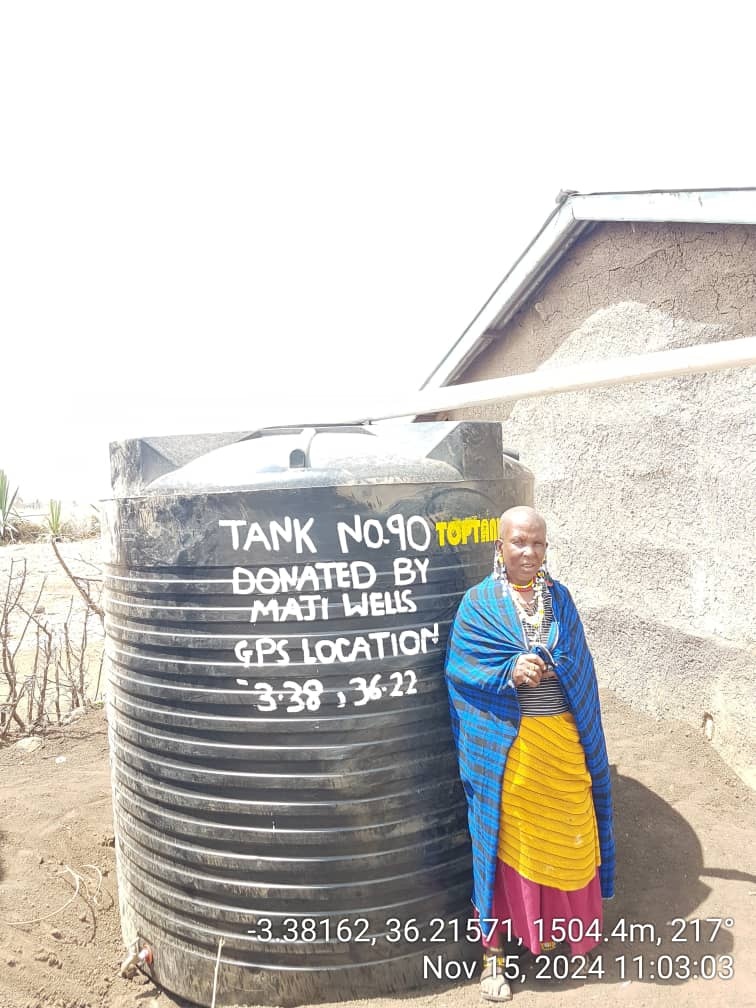 TANK NO.90
TOPTANK
DONATED BY
MAJI WELLS
GPS LOCATION
-3.38 , 36.22
-3.38162, 36.21571, 1504.4m, 217°
Nov 15, 2024 11:03:03